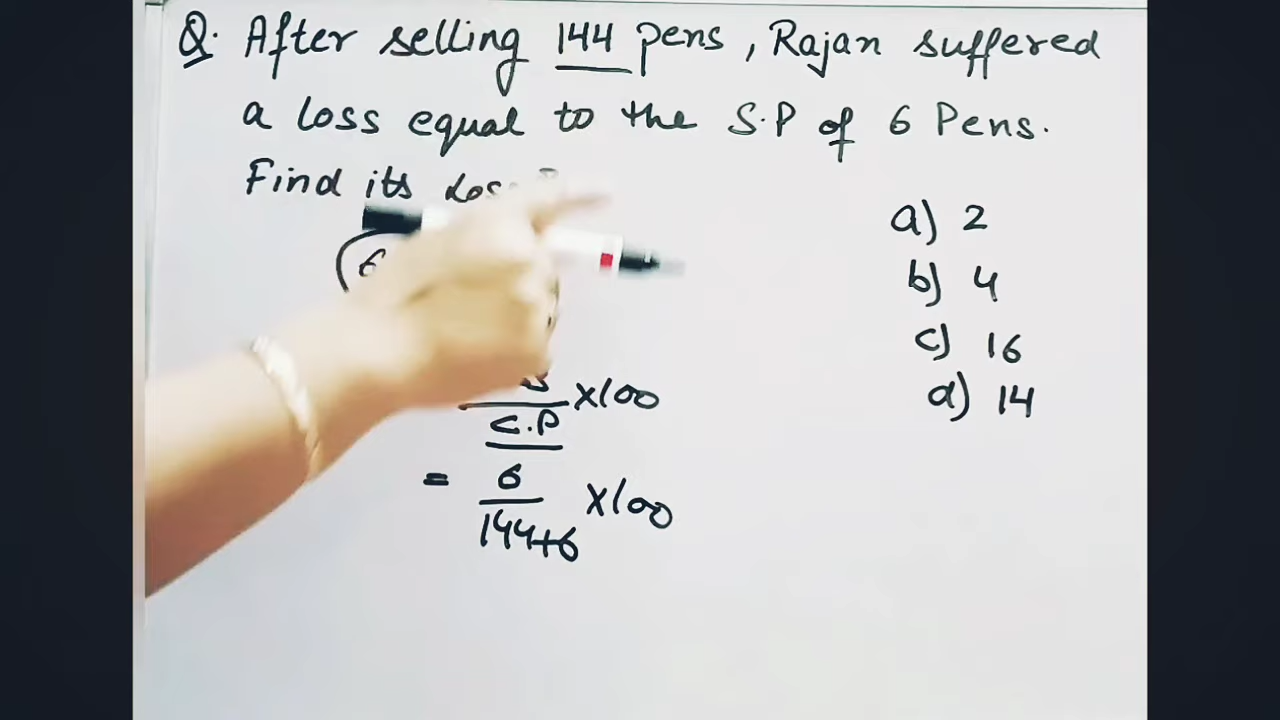 Q. After selling 144 pens, Rajan suffered
a loss equal to the S.P of 6 Pens.
Find its
a) 2
b) 4
c) 16
d) 14
x100
C.P
= 6
144+6
x100